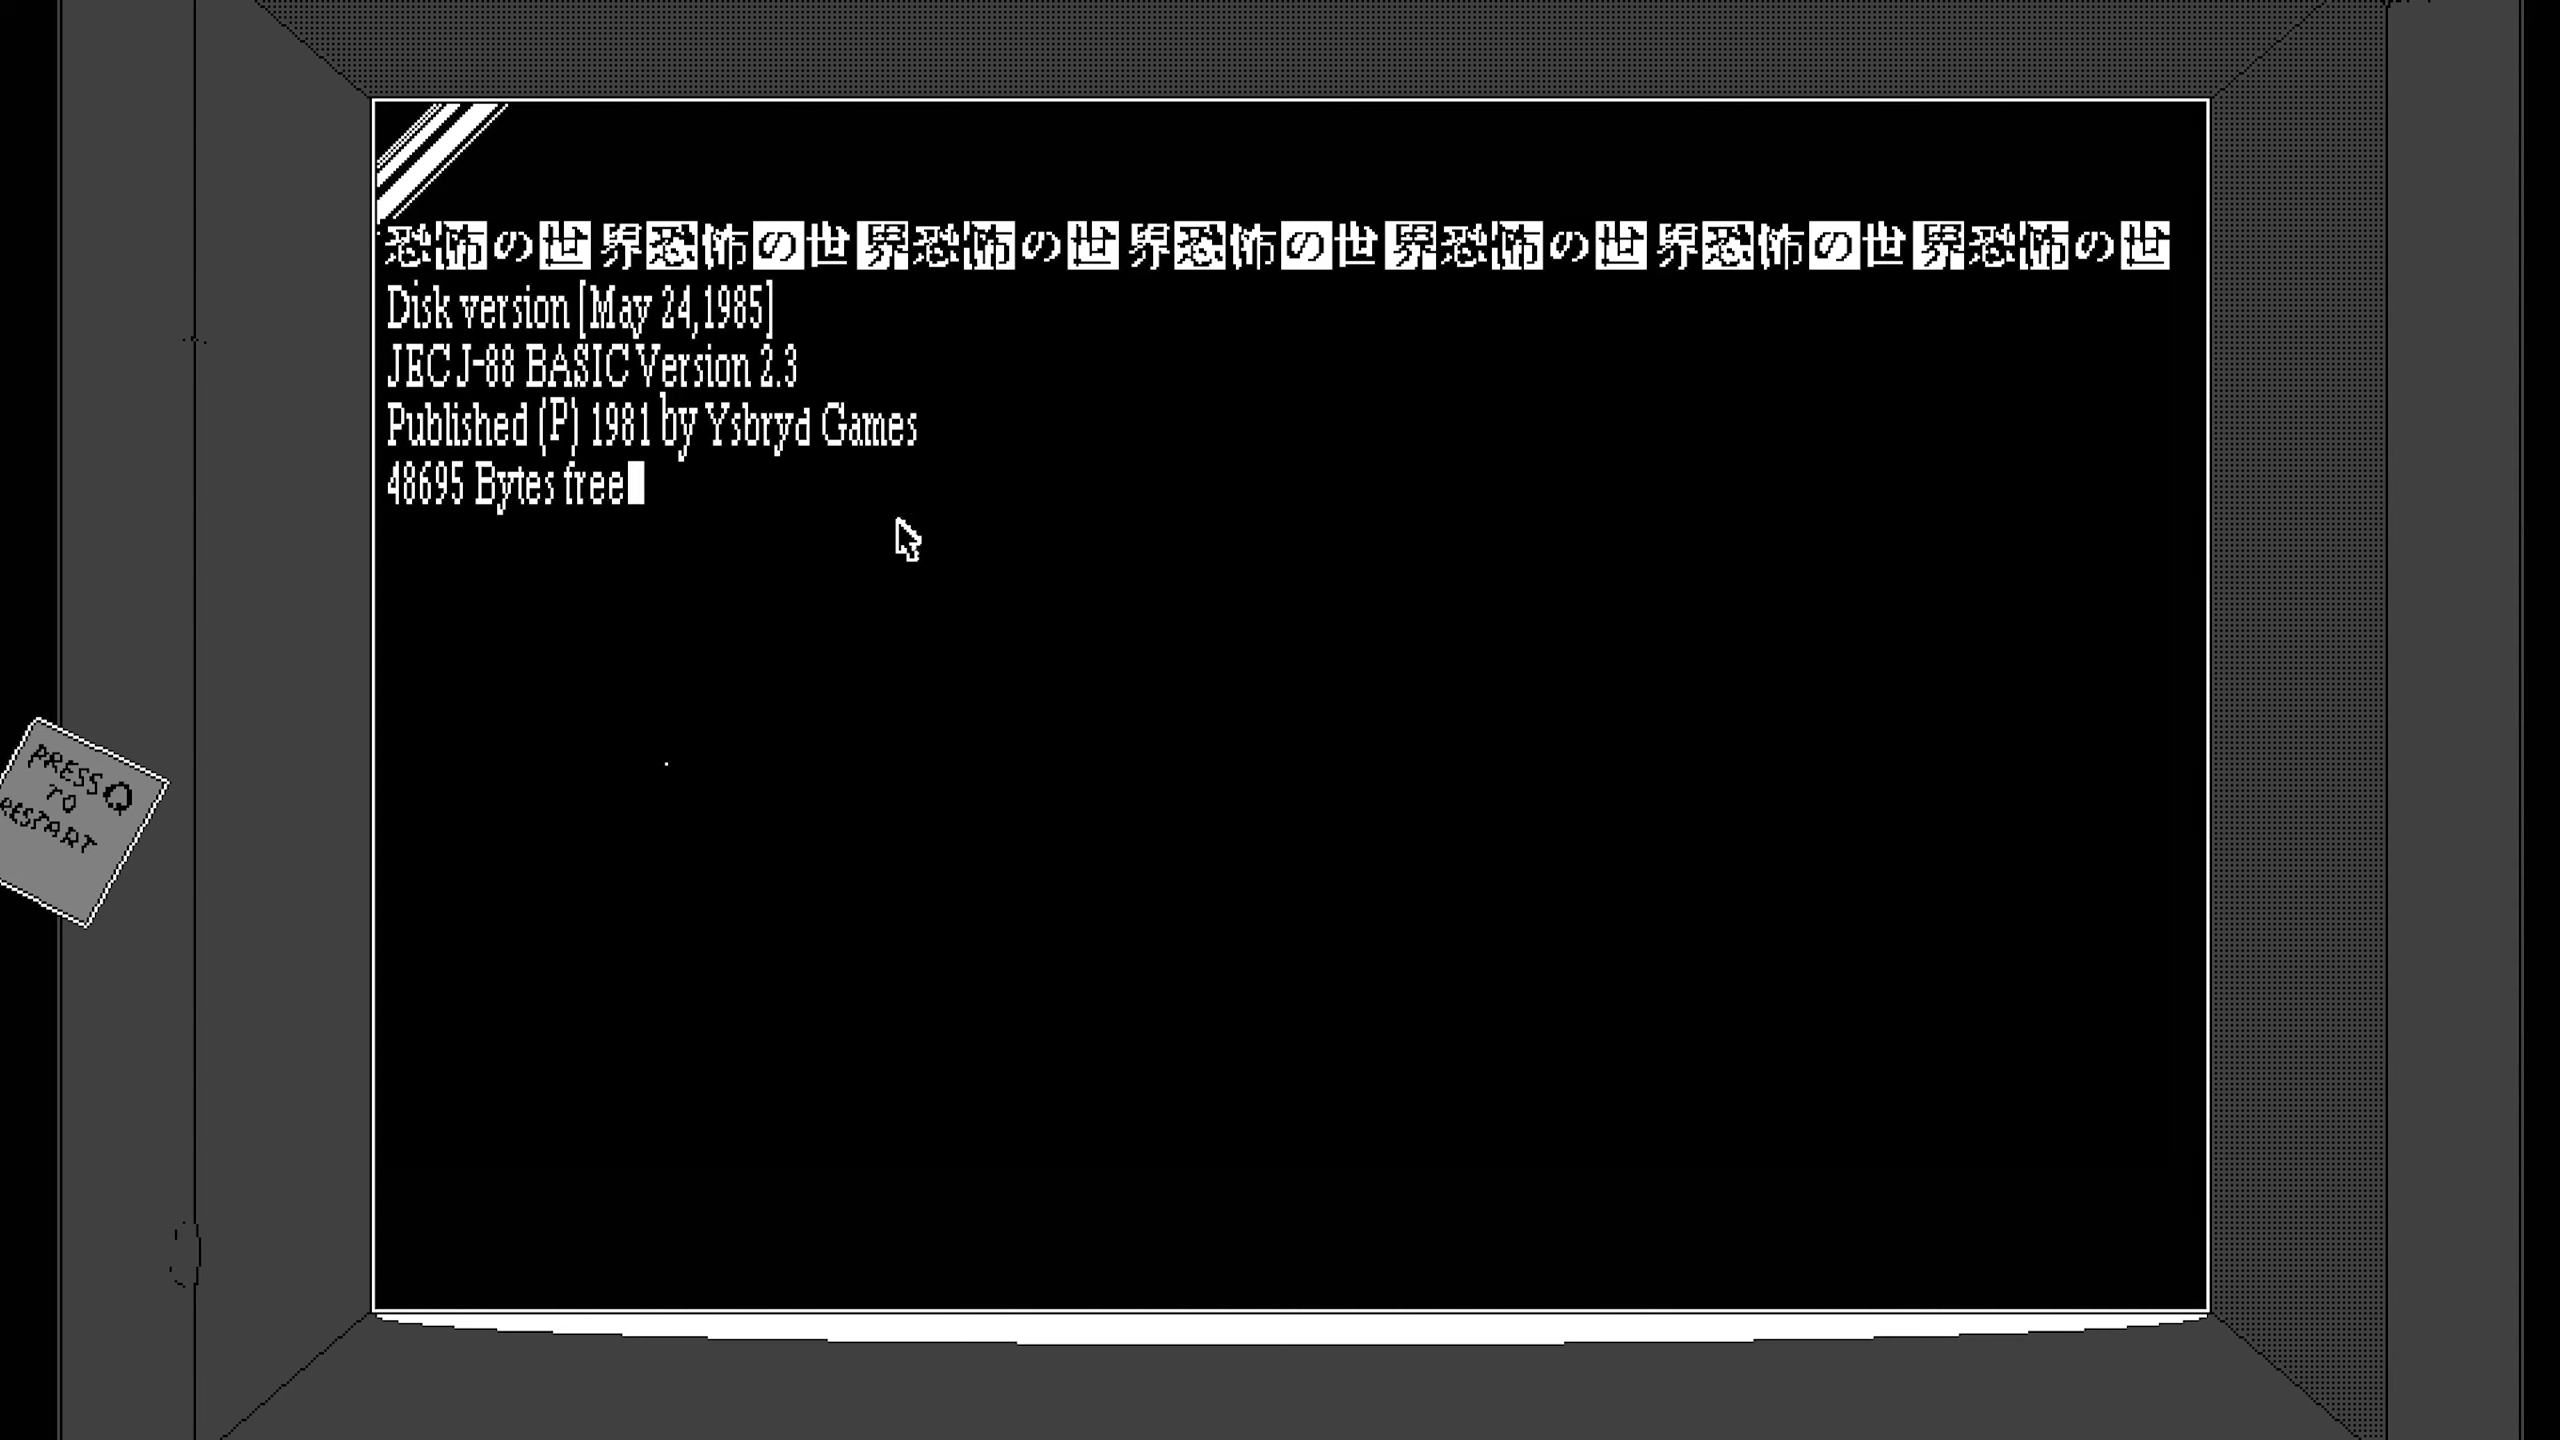 恐怖の世界恐怖の世界恐怖の世界恐怖の世界恐怖の世界恐怖の世界恐怖の世
Disk version [May 24,1985]
JEC J-88 BASIC Version 2.3
Published (P) 1981 by Ysbryd Games
48695 Bytes free
PRESS Q
TO
RESTART